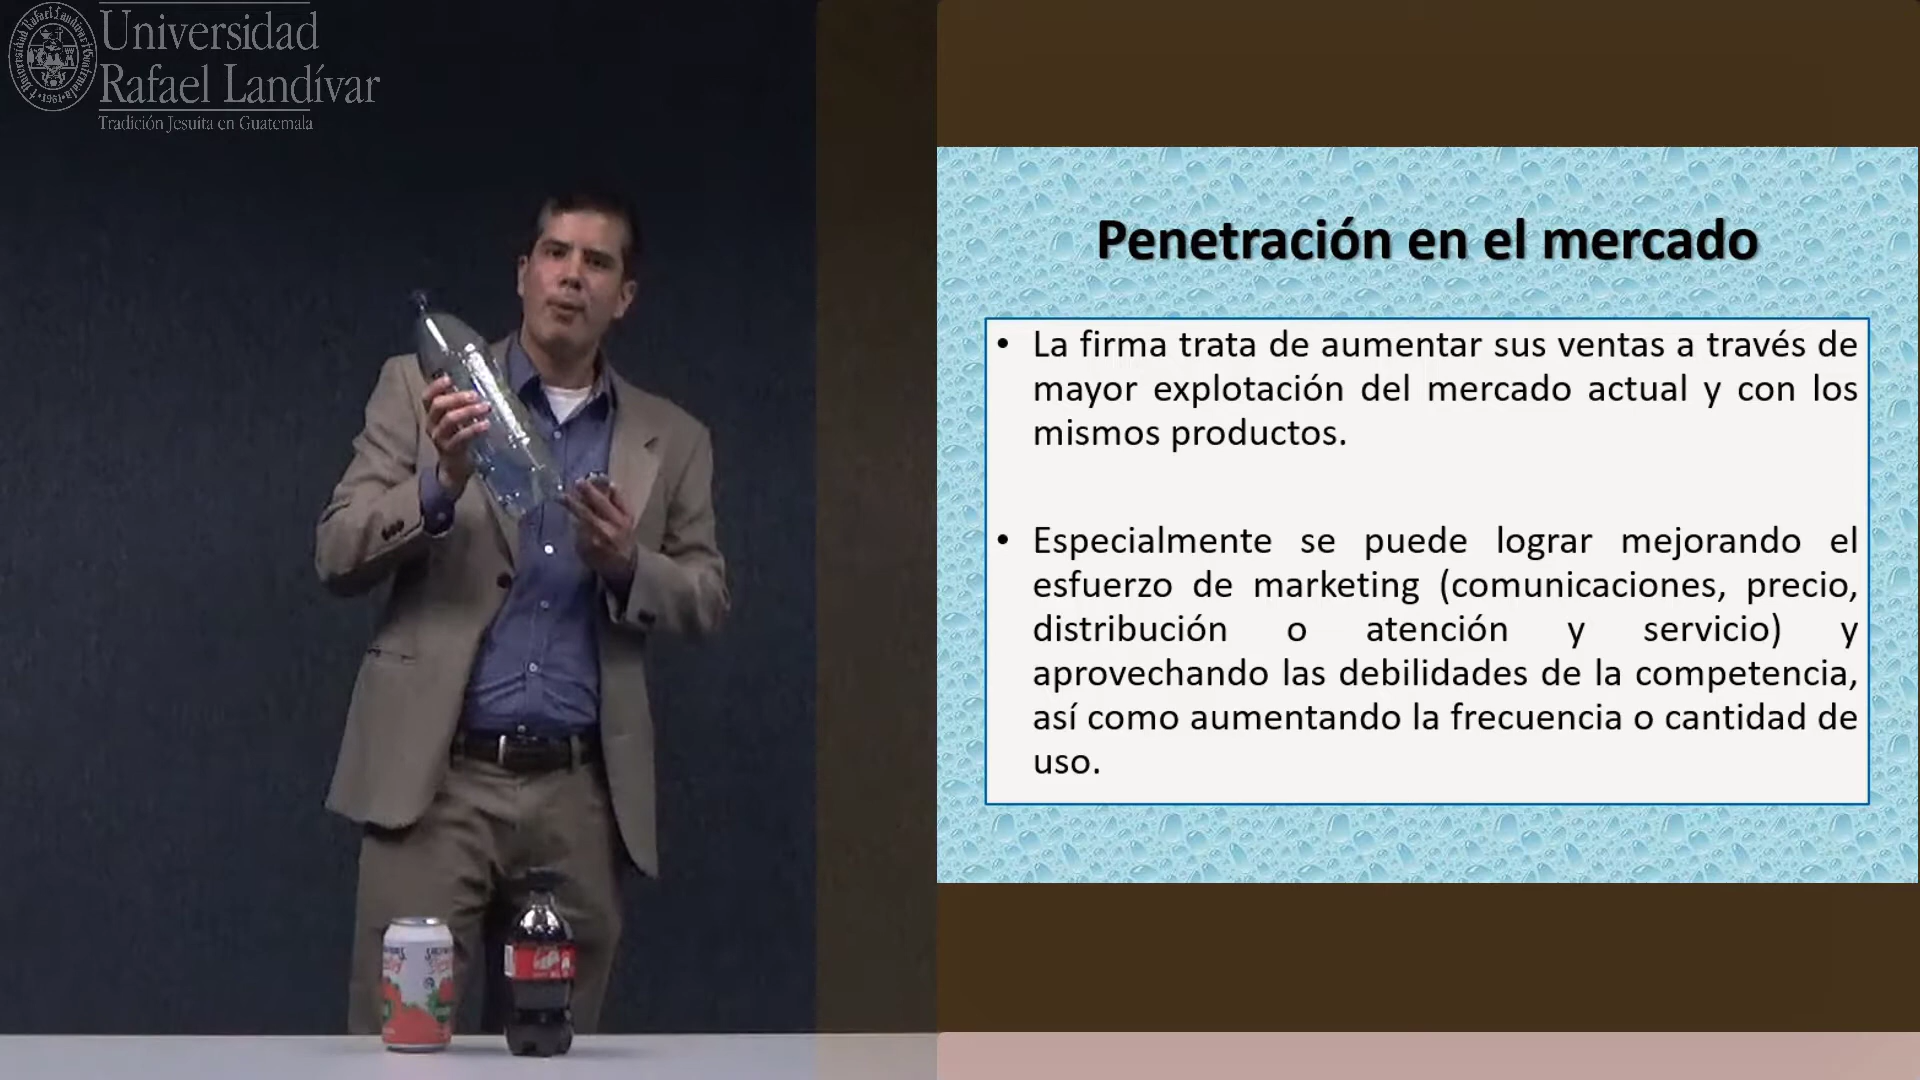 Universidad
Rafael Landívar
Tradición Jesuita en Guatemala
Penetración en el mercado
• La firma trata de aumentar sus ventas a través de
mayor explotación del mercado actual y con los
mismos productos.
• Especialmente se puede lograr mejorando el
esfuerzo de marketing (comunicaciones, precio,
distribución o atención y servicio) y
aprovechando las debilidades de la competencia,
así como aumentando la frecuencia o cantidad de
uso.